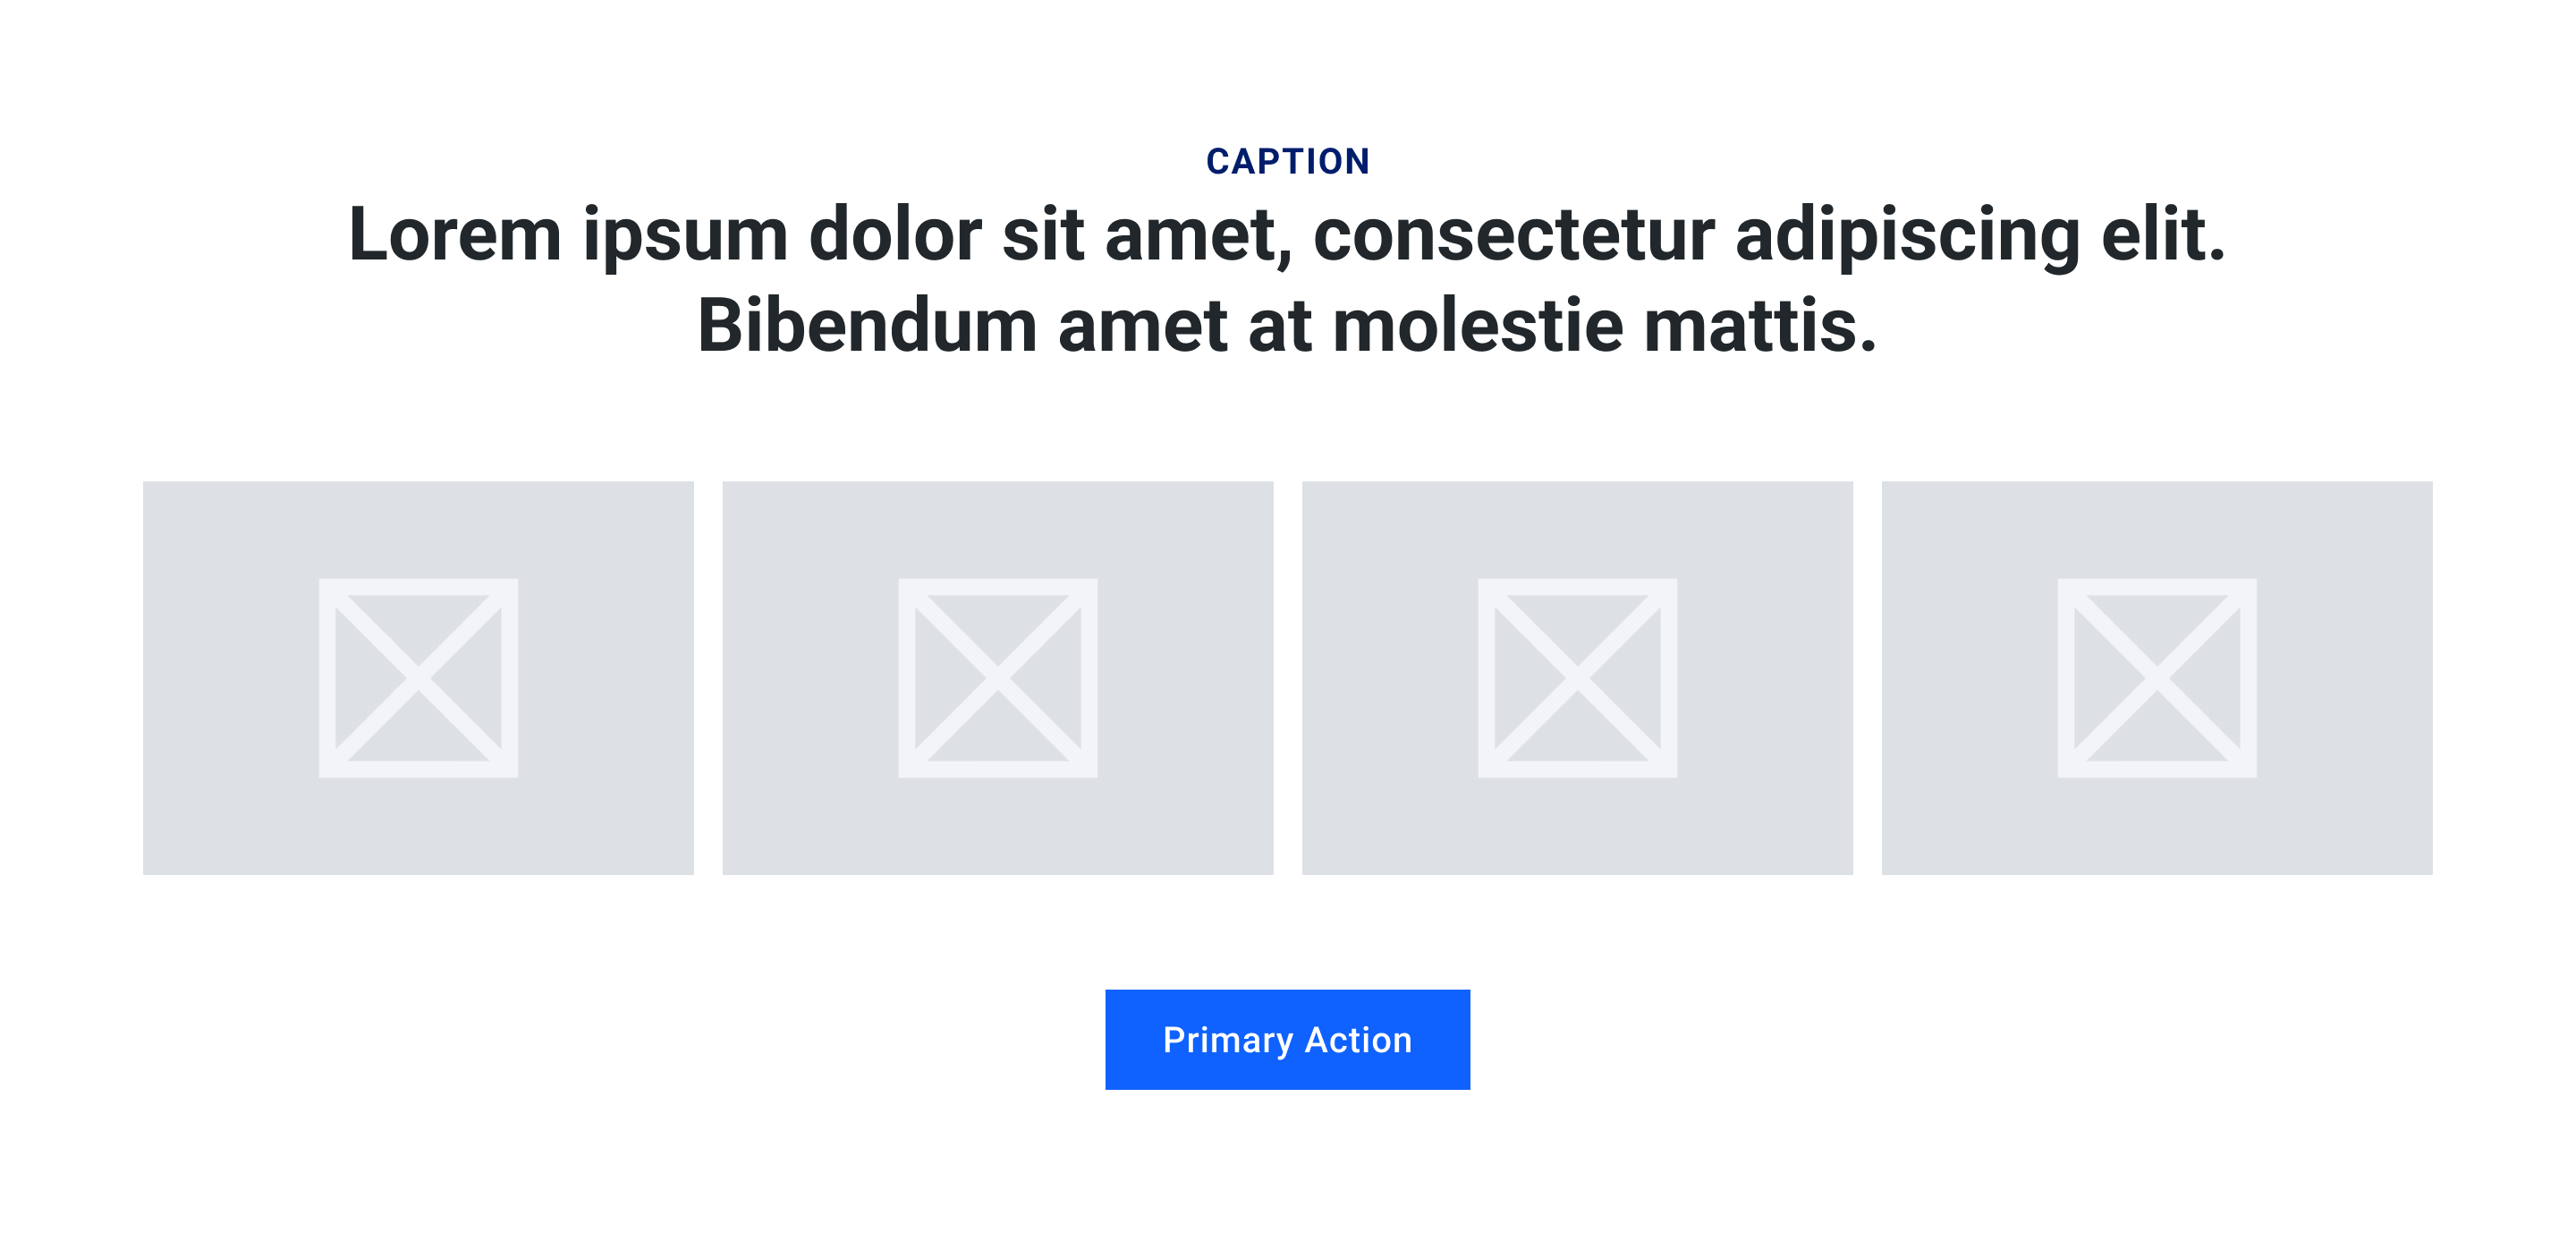 CAPTION
Lorem ipsum dolor sit amet, consectetur adipiscing elit.
Bibendum amet at molestie mattis.
Primary Action